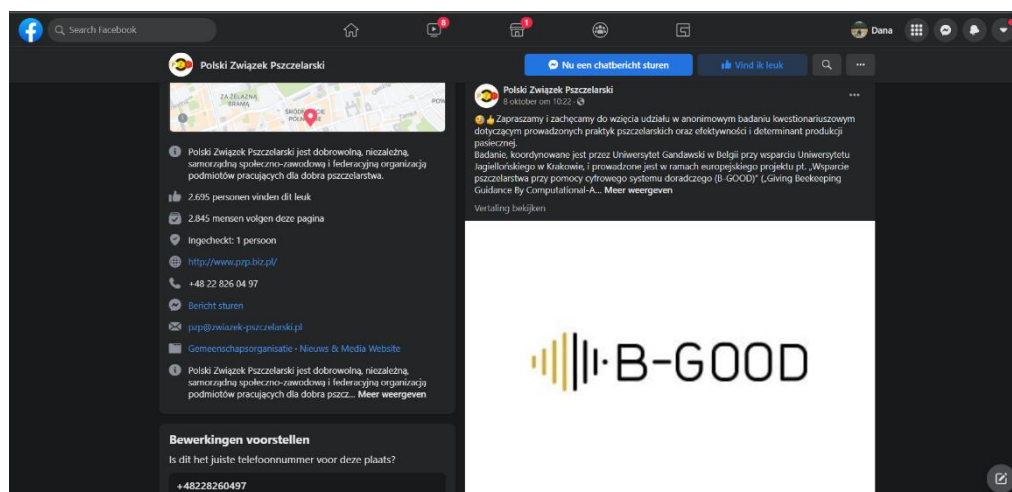 Search Facebook
8
1
Dana
Polski Związek Pszczelarski
Nu een chatbericht sturen
Vind ik leuk
ZA ŻELAZNĄ
BRAMĄ
Polski Związek Pszczelarski jest dobrowolną, niezależną,
samorządną społeczno-zawodową i federacyjną organizacją
podmiotów pracujących dla dobra pszczelarstwa.
2.695 personen vinden dit leuk
2.845 mensen volgen deze pagina
Ingecheckt: 1 persoon
http://www.pzp.biz.pl/
+48 22 826 04 97
Bericht sturen
pzp@zwiazek-pszczelarski.pl
Gemeenschapsorganisatie · Nieuws & Media Website
Polski Związek Pszczelarski jest dobrowolną, niezależną,
samorządną społeczno-zawodową i federacyjną organizacją
podmiotów pracujących dla dobra pszcz... Meer weergeven
Bewerkingen voorstellen
Is dit het juiste telefoonnummer voor deze plaats?
+48228260497
Polski Związek Pszczelarski
8 oktober om 10:22 ·
Zapraszamy i zachęcamy do wzięcia udziału w anonimowym badaniu kwestionariuszowym
dotyczącym prowadzonych praktyk pszczelarskich oraz efektywności i determinant produkcji
pasiecznej.
Badanie, koordynowane jest przez Uniwersytet Gandawski w Belgii przy wsparciu Uniwersytetu
Jagiellońskiego w Krakowie, i prowadzone jest w ramach europejskiego projektu pt. „Wsparcie
pszczelarstwa przy pomocy cyfrowego systemu doradczego (B-GOOD)" („Giving Beekeeping
Guidance By Computational-A... Meer weergeven
Vertaling bekijken
B-GOOD